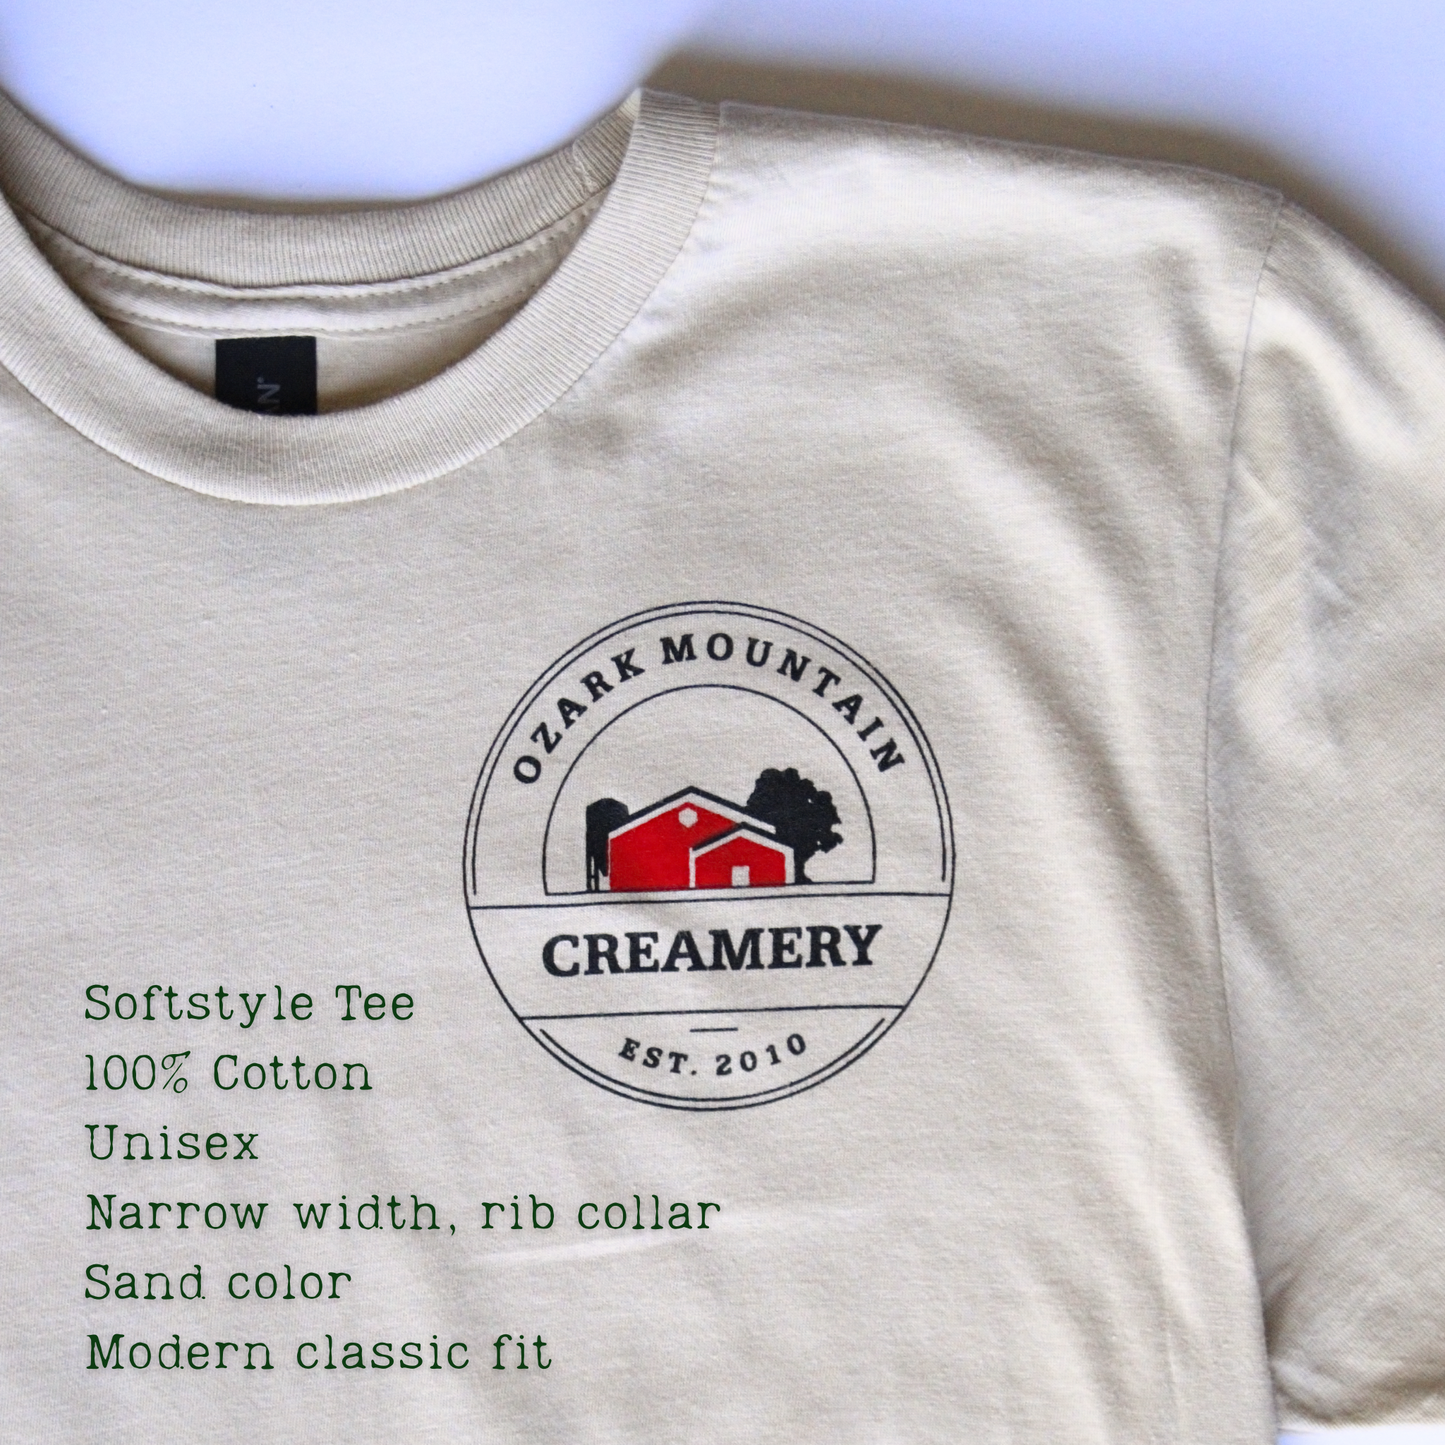 OZARK MOUNTAIN
CREAMERY
EST. 2010
Softstyle Tee
100% Cotton
Unisex
Narrow width, rib collar
Sand color
Modern classic fit